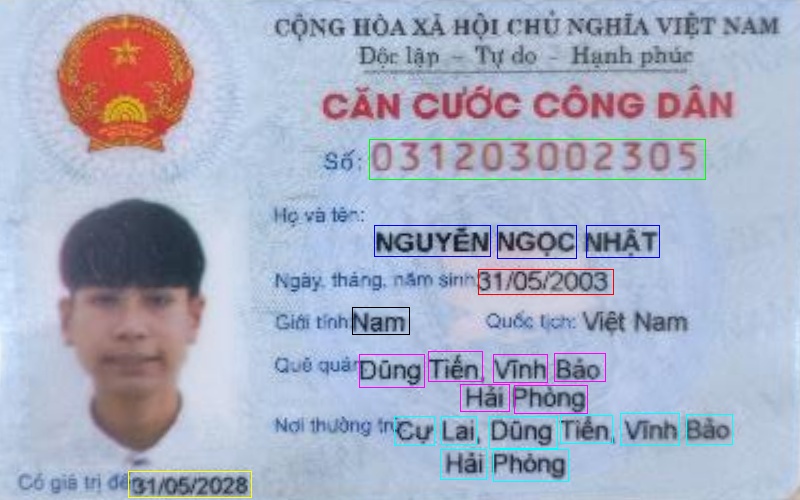 CỘNG HÒA XÃ HỘI CHỦ NGHĨA VIỆT NAM
Độc lập – Tự do – Hạnh phúc
CĂN CƯỚC CÔNG DÂN
Số: 031203002305
Họ và tên:
NGUYỄN NGỌC NHẬT
Ngày, tháng, năm sinh 31/05/2003
Giới tính: Nam Quốc tịch: Việt Nam
Quê quán Dũng Tiến, Vĩnh Bảo
Hải Phòng
Nơi thường trú Cự Lai, Dũng Tiến, Vĩnh Bảo
Hải Phòng
Có giá trị đến 31/05/2028